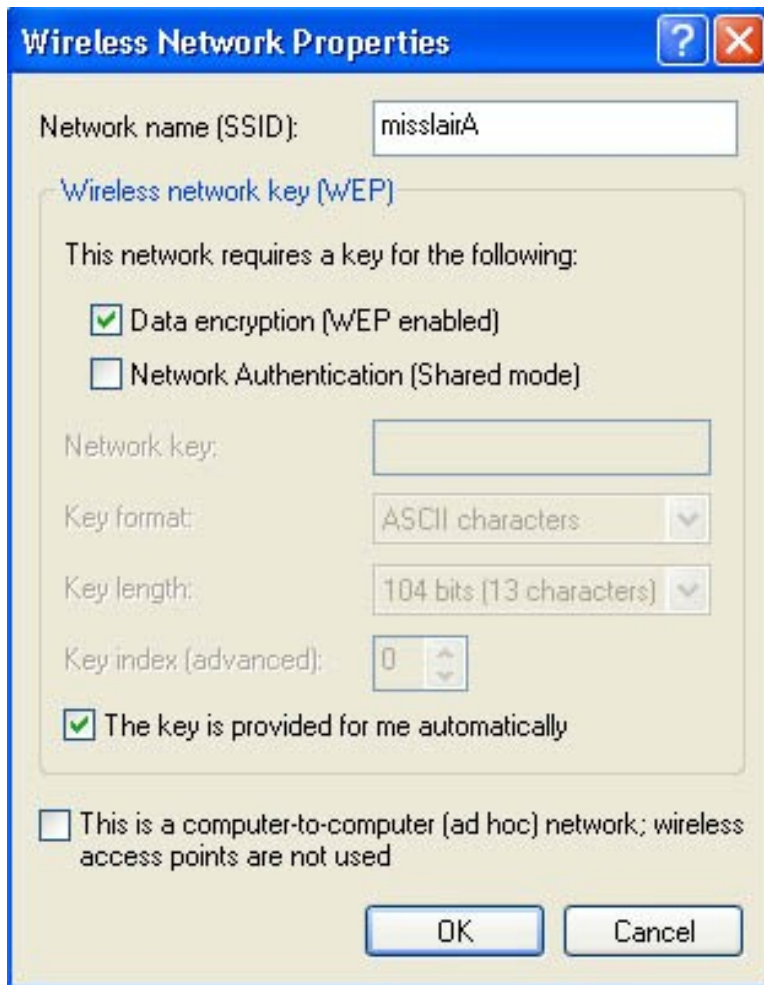 Wireless Network Properties
Network name (SSID): misslairA
Wireless network key (WEP)
This network requires a key for the following:
Data encryption (WEP enabled)
Network Authentication (Shared mode)
Network key:
Key format: ASCII characters
Key length: 104 bits (13 characters)
Key index (advanced): 0
The key is provided for me automatically
This is a computer-to-computer (ad hoc) network; wireless
access points are not used
OK Cancel